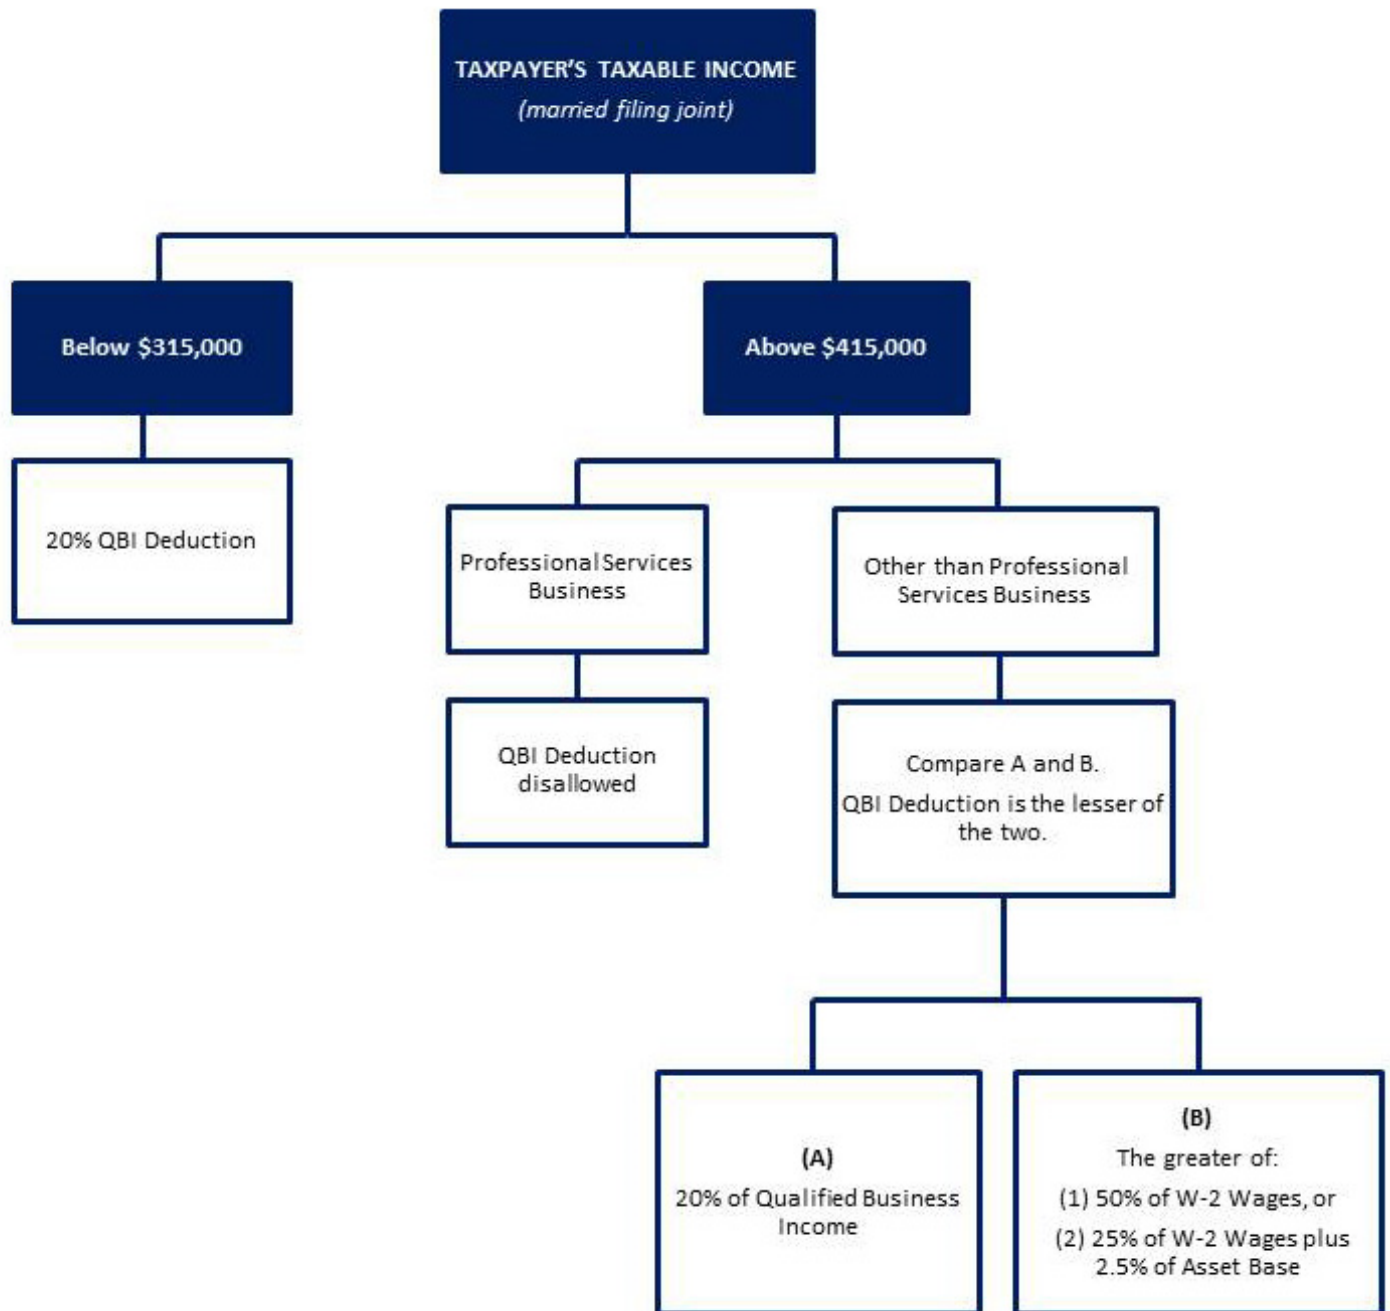 TAXPAYER'S TAXABLE INCOME
(married filing joint)
Below $315,000
Above $415,000
20% QBI Deduction
Professional Services
Business
Other than Professional
Services Business
QBI Deduction
disallowed
Compare A and B.
QBI Deduction is the lesser of
the two.
(A)
20% of Qualified Business
Income
(B)
The greater of:
(1) 50% of W-2 Wages, or
(2) 25% of W-2 Wages plus
2.5% of Asset Base